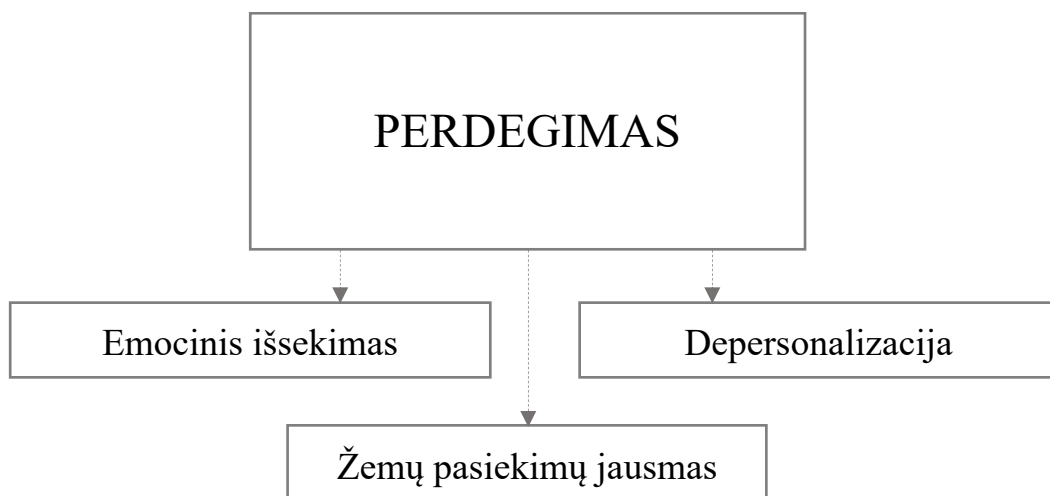 PERDEGIMAS
Emocinis išsekimas
Depersonalizacija
Žemų pasiekimų jausmas